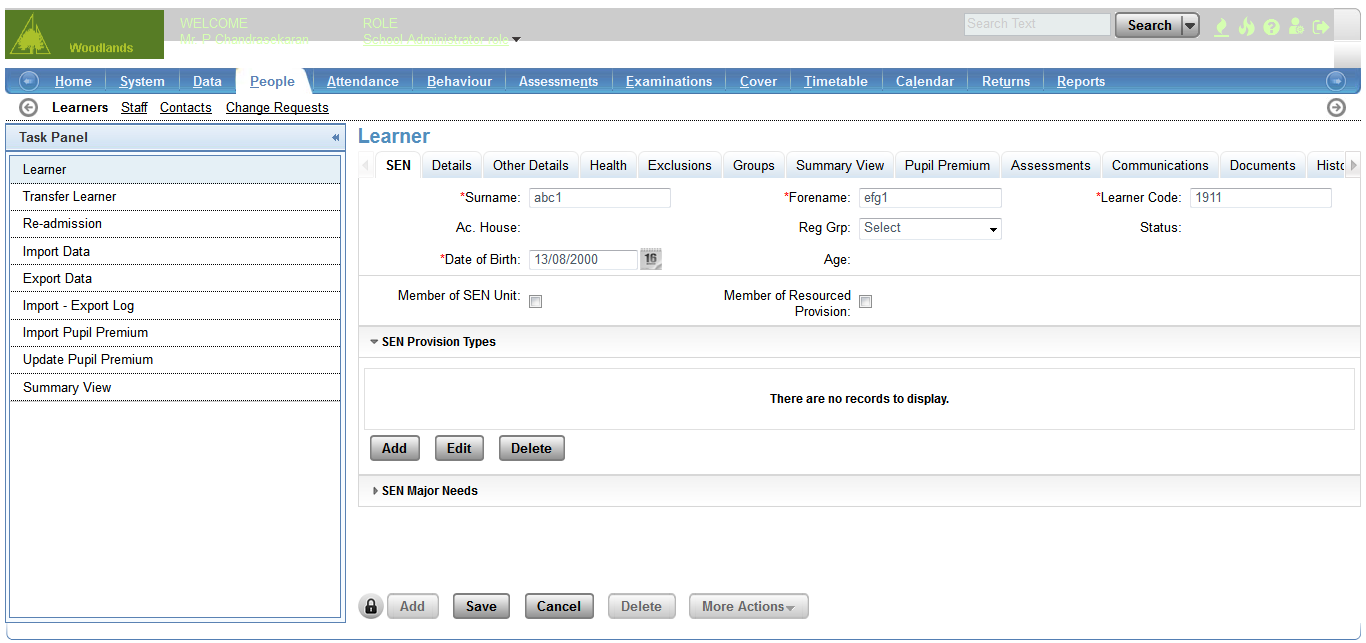 WELCOME ROLE
Woodlands Mr. R Chandrasekaran School Administrator role
Search Text Search
Home System Data People Attendance Behaviour Assessments Examinations Cover Timetable Calendar Returns Reports
Learners Staff Contacts Change Requests
Task Panel
Learner
Transfer Learner
Re-admission
Import Data
Export Data
Import - Export Log
Import Pupil Premium
Update Pupil Premium
Summary View
Learner
SEN Details Other Details Health Exclusions Groups Summary View Pupil Premium Assessments Communications Documents Histo
*Surname: abc1 *Forename: efg1 *Learner Code: 1911
Ac. House: Reg Grp: Select Status:
*Date of Birth: 13/08/2000 16 Age:
Member of SEN Unit: Member of Resourced
Provision:
SEN Provision Types
There are no records to display.
Add Edit Delete
SEN Major Needs
Add Save Cancel Delete More Actions